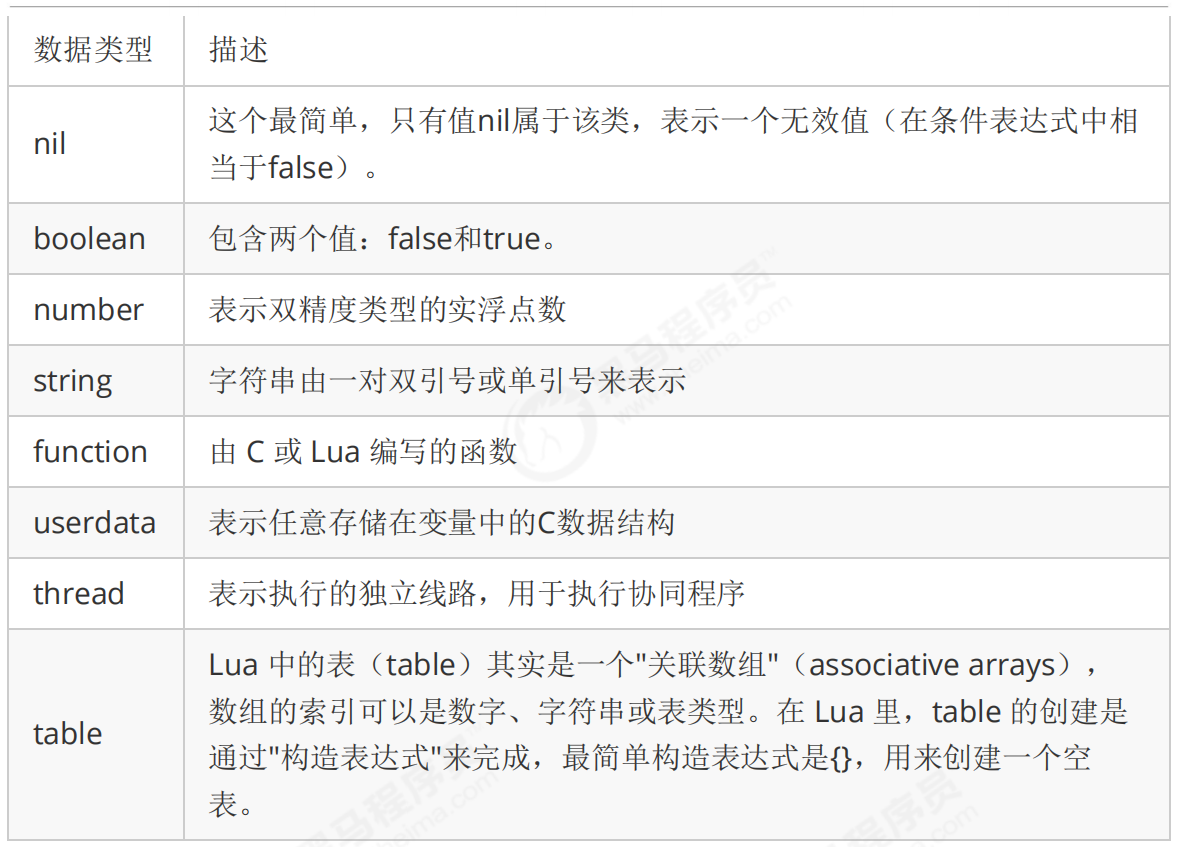 数据类型 描述
nil
这个最简单，只有值nil属于该类，表示一个无效值（在条件表达式中相
当于false）。
boolean 包含两个值：false和true。
number 表示双精度类型的实浮点数
string 字符串由一对双引号或单引号来表示
function 由 C 或 Lua 编写的函数
userdata 表示任意存储在变量中的C数据结构
thread 表示执行的独立线路，用于执行协同程序
table
Lua 中的表（table）其实是一个"关联数组"（associative arrays），
数组的索引可以是数字、字符串或表类型。在 Lua 里，table 的创建是
通过"构造表达式"来完成，最简单构造表达式是{}，用来创建一个空
表。